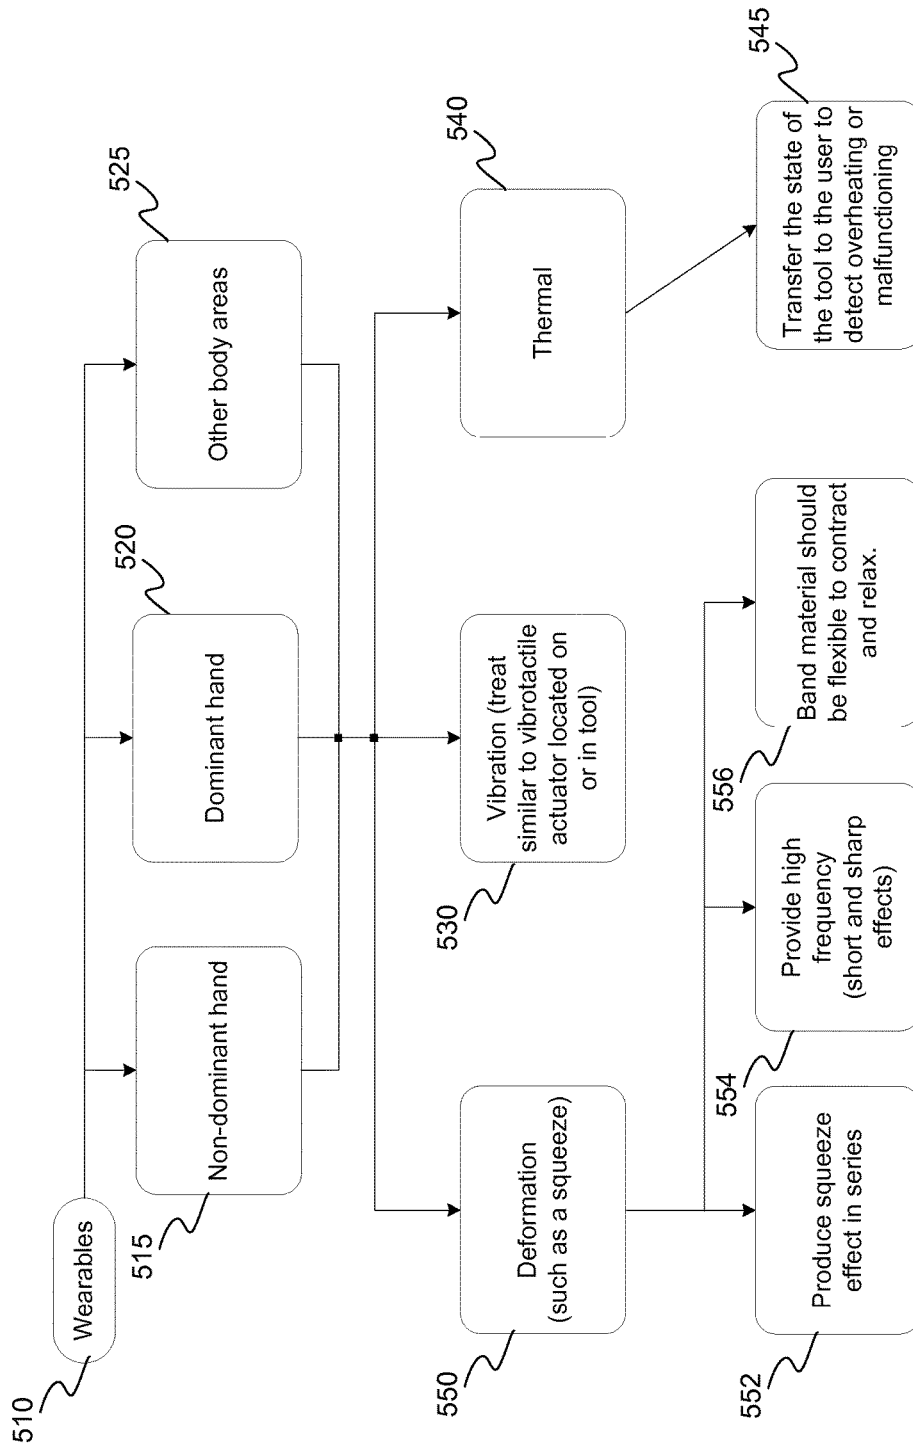 510
Wearables
515
Non-dominant hand
520
Dominant hand
525
Other body areas
550
Deformation
(such as a squeeze)
530
Vibration (treat
similar to vibrotactile
actuator located on
or in tool)
540
Thermal
552
Produce squeeze
effect in series
554
Provide high
frequency
(short and sharp
effects)
556
Band material should
be flexible to contract
and relax.
545
Transfer the state of
the tool to the user to
detect overheating or
malfunctioning